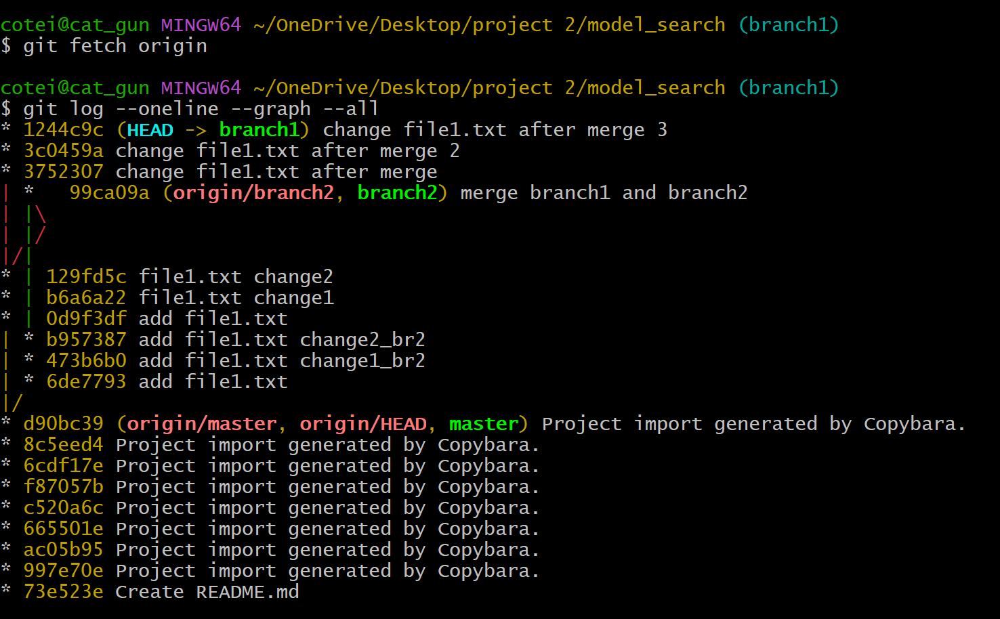 cotei@cat_gun MINGW64 ~/OneDrive/Desktop/project 2/model_search (branch1)
$ git fetch origin

cotei@cat_gun MINGW64 ~/OneDrive/Desktop/project 2/model_search (branch1)
$ git log --oneline --graph --all
* 1244c9c (HEAD -> branch1) change file1.txt after merge 3
* 3c0459a change file1.txt after merge 2
* 3752307 change file1.txt after merge
| *   99ca09a (origin/branch2, branch2) merge branch1 and branch2
| |\
| |/
|/|
* | 129fd5c file1.txt change2
* | b6a6a22 file1.txt change1
* | 0d9f3df add file1.txt
| * b957387 add file1.txt change2_br2
| * 473b6b0 add file1.txt change1_br2
| * 6de7793 add file1.txt
|/
* d90bc39 (origin/master, origin/HEAD, master) Project import generated by Copybara.
* 8c5eed4 Project import generated by Copybara.
* 6cdf17e Project import generated by Copybara.
* f87057b Project import generated by Copybara.
* c520a6c Project import generated by Copybara.
* 665501e Project import generated by Copybara.
* ac05b95 Project import generated by Copybara.
* 997e70e Project import generated by Copybara.
* 73e523e Create README.md